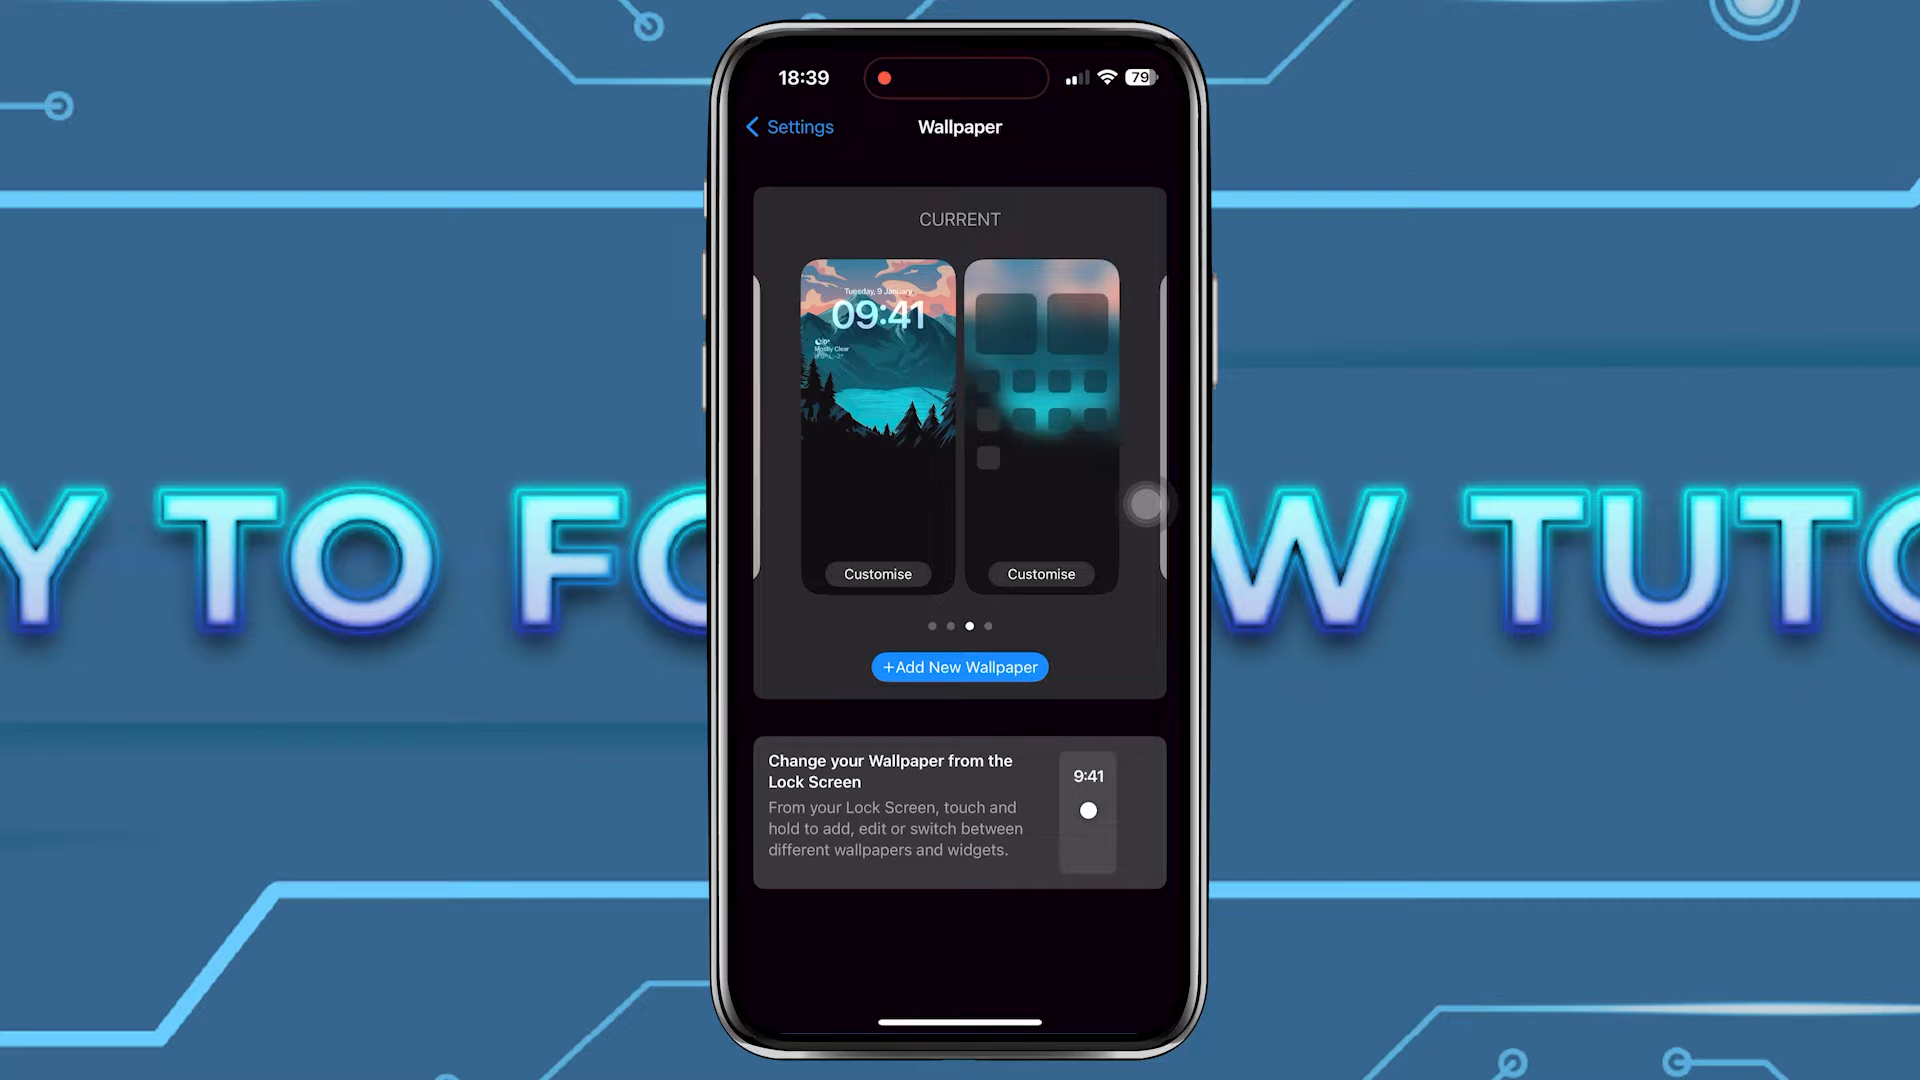 18:39
79
Settings
Wallpaper
CURRENT
Tuesday, 9 January
09:41
Mostly Clear
Customise
Customise
+Add New Wallpaper
Y TO FO W TUTO
Change your Wallpaper from the
Lock Screen
From your Lock Screen, touch and
hold to add, edit or switch between
different wallpapers and widgets.
9:41